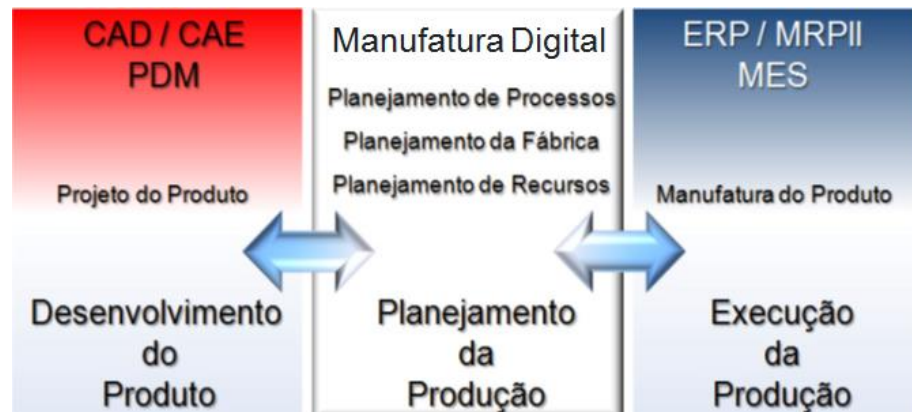 CAD / CAE
PDM
Projeto do Produto
Desenvolvimento
do
Produto
Manufatura Digital
Planejamento de Processos
Planejamento da Fábrica
Planejamento de Recursos
Planejamento
da
Produção
ERP / MRPII
MES
Manufatura do Produto
Execução
da
Produção